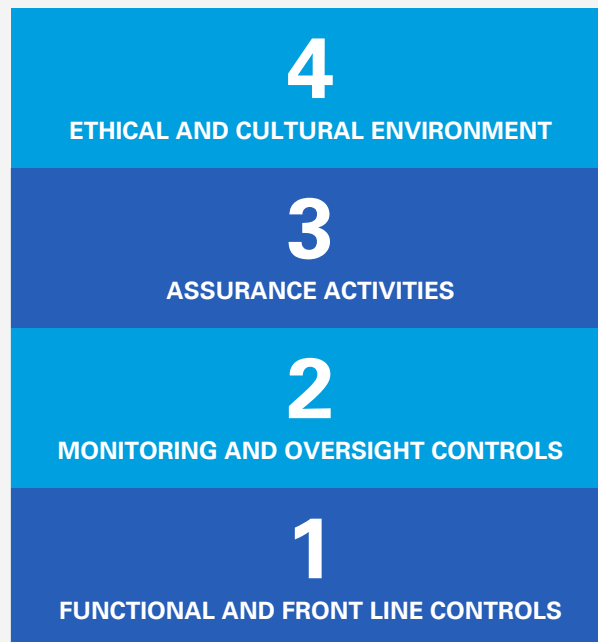 4
ETHICAL AND CULTURAL ENVIRONMENT
3
ASSURANCE ACTIVITIES
2
MONITORING AND OVERSIGHT CONTROLS
1
FUNCTIONAL AND FRONT LINE CONTROLS